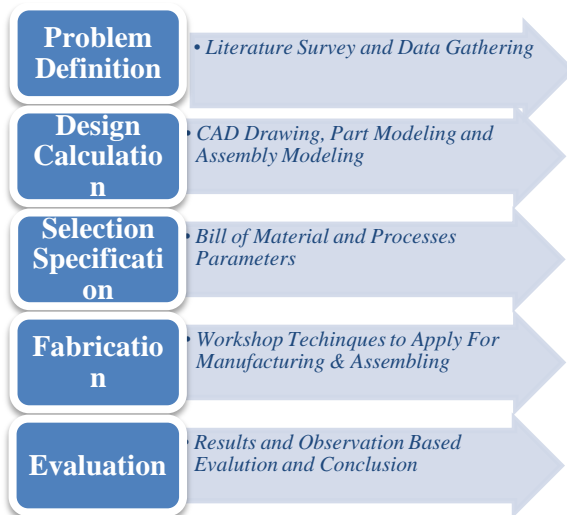 Problem
Definition
• Literature Survey and Data Gathering
Design
Calculatio
n
• CAD Drawing, Part Modeling and
Assembly Modeling
Selection
Specificati
on
• Bill of Material and Processes
Parameters
Fabricatio
n
• Workshop Techinques to Apply For
Manufacturing & Assembling
Evaluation
• Results and Observation Based
Evalution and Conclusion